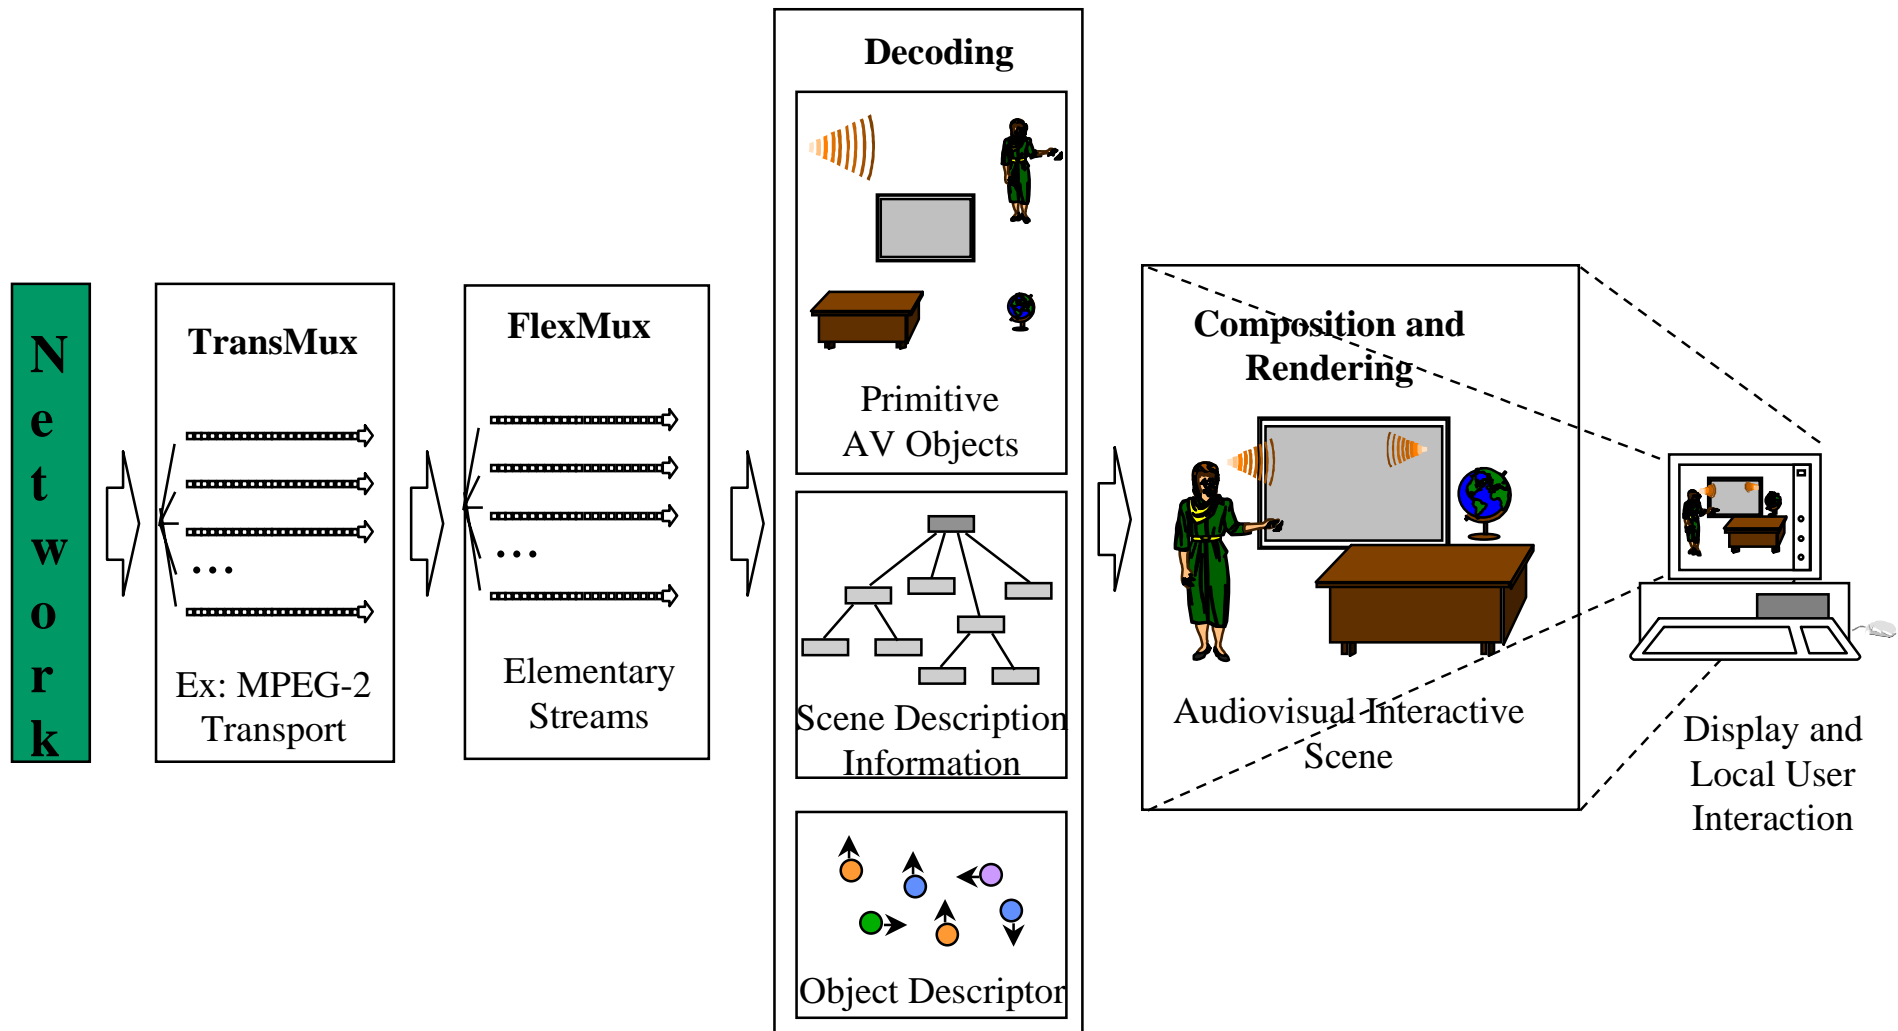 Network
TransMux
...
Ex: MPEG-2
Transport
FlexMux
...
Elementary
Streams
Decoding
Primitive
AV Objects
Scene Description
Information
Object Descriptor
Composition and
Rendering
Audiovisual Interactive
Scene
Display and
Local User
Interaction